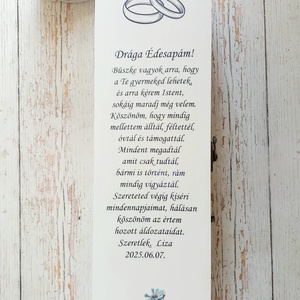 Drága Édesapám!
Büszke vagyok arra, hogy
a Te gyermeked lehetek,
és arra kérem Istent,
sokáig maradj még velem.
Köszönöm, hogy mindig
mellettem álltál, féltettél,
óvtál és támogattál.
Mindent megadtál
amit csak tudtál,
bármi is történt, rám
mindig vigyáztál.
Szereteted végig kíséri
mindennapjaimat, hálásan
köszönöm az értem
hozott áldozataidat.
Szeretlek, Liza
2025.06.07.